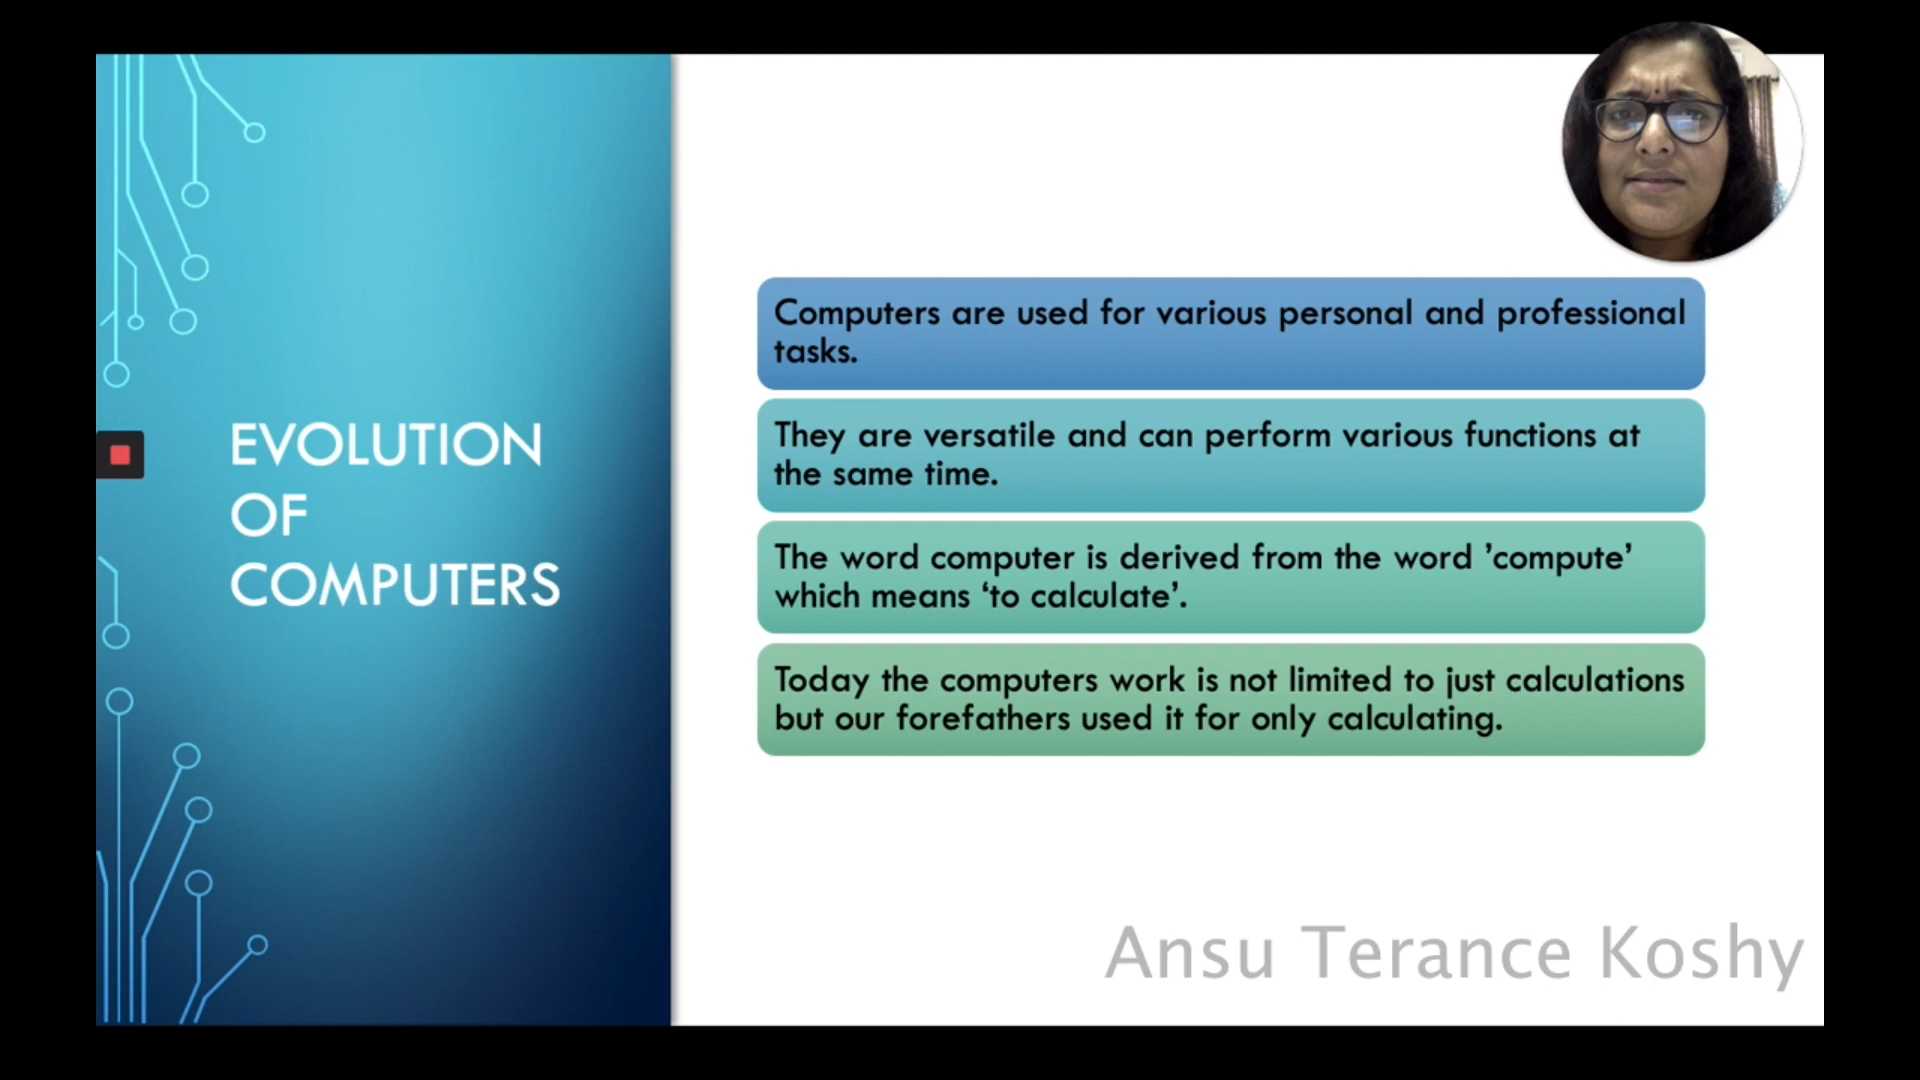 EVOLUTION
OF
COMPUTERS
Computers are used for various personal and professional
tasks.
They are versatile and can perform various functions at
the same time.
The word computer is derived from the word ’compute’
which means ‘to calculate’.
Today the computers work is not limited to just calculations
but our forefathers used it for only calculating.
Ansu Terance Koshy